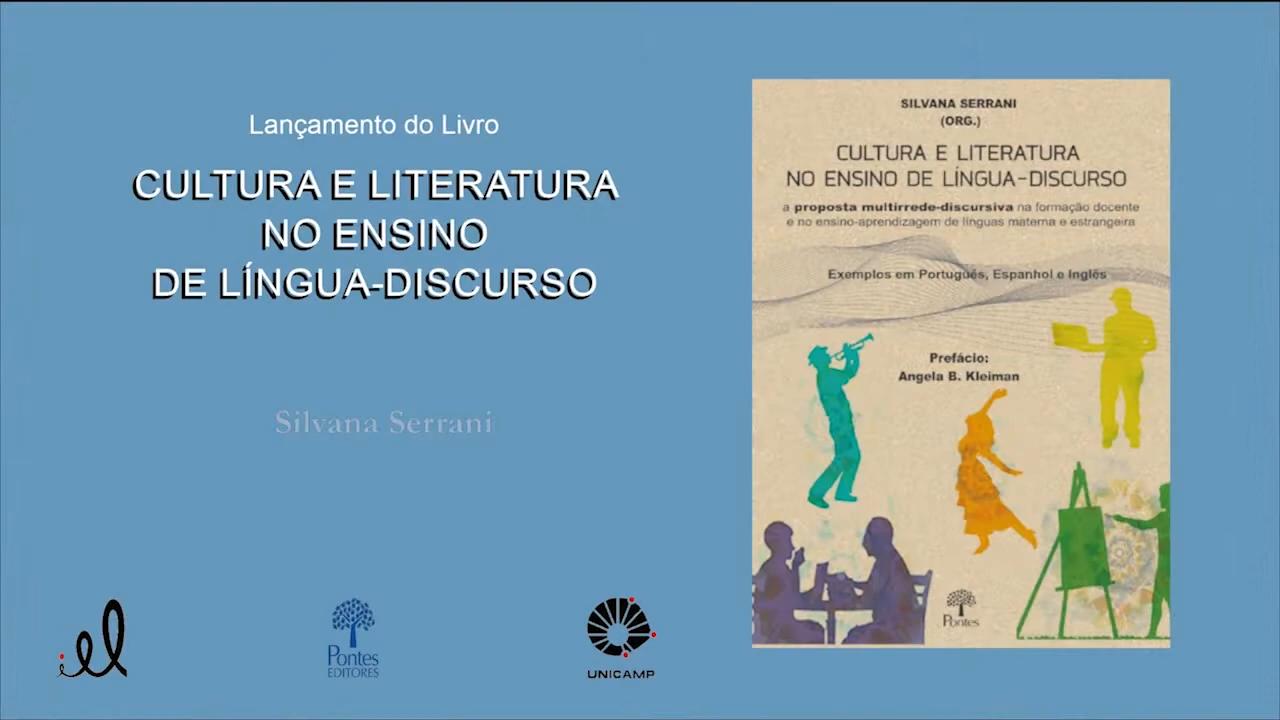 Lançamento do Livro
CULTURA E LITERATURA
NO ENSINO
DE LÍNGUA-DISCURSO
Silvana Serrani
iel
Pontes
EDITORES
UNICAMP
SILVANA SERRANI
(ORG.)
CULTURA E LITERATURA
NO ENSINO DE LÍNGUA-DISCURSO
a proposta multirrede-discursiva na formação docente
e no ensino-aprendizagem de línguas materna e estrangeira
Exemplos em Português, Espanhol e Inglês
Prefácio:
Angela B. Kleiman
Pontes